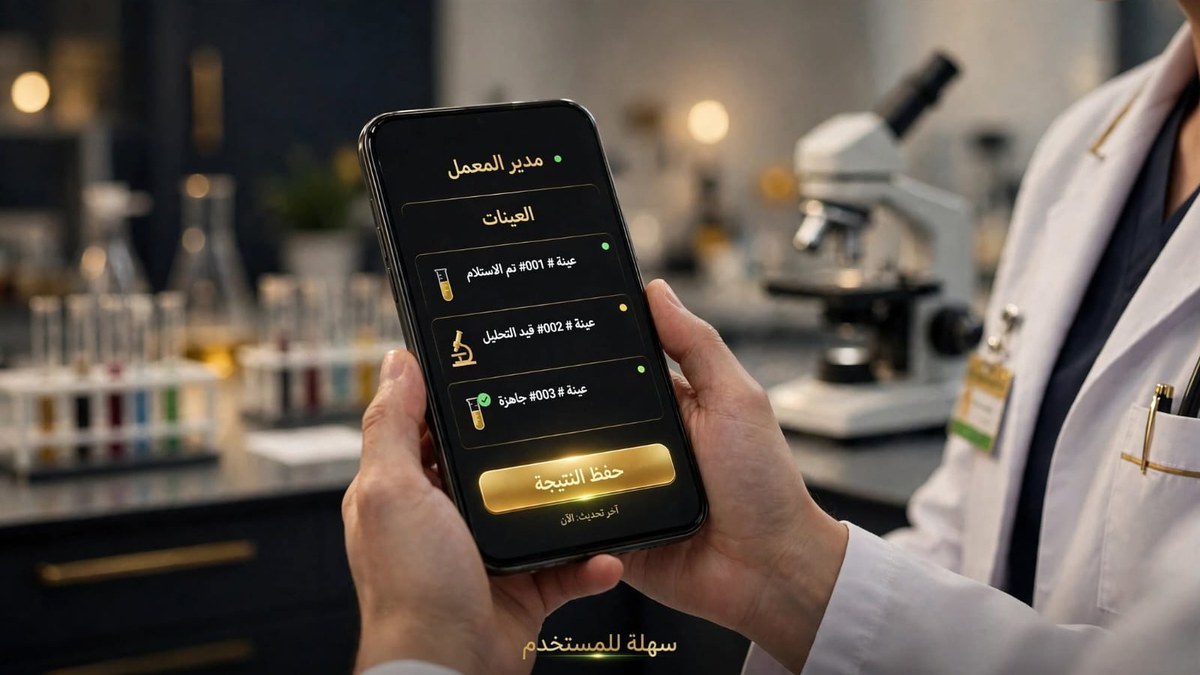 مدير المعمل
العينات
عينة # 001# تم الاستلام
عينة # 002# قيد التحليل
عينة # 003# جاهزة
حفظ النتيجة
آخر تحديث: الآن
سهلة للمستخدم